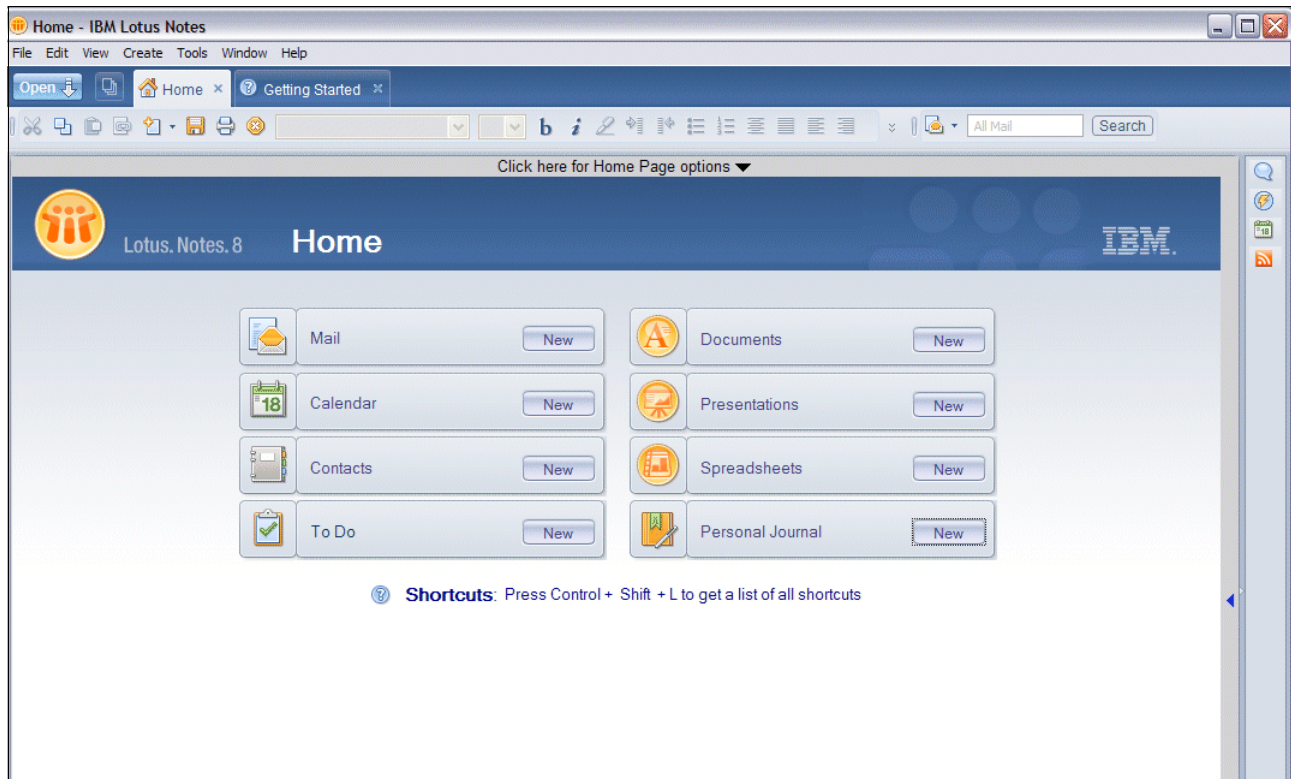 Home - IBM Lotus Notes
File Edit View Create Tools Window Help
Open Home × Getting Started ×
b i All Mail Search
Click here for Home Page options
Lotus. Notes. 8 Home IBM.
Mail New Documents New
18 Calendar New Presentations New
Contacts New Spreadsheets New
To Do New Personal Journal New
Shortcuts: Press Control + Shift + L to get a list of all shortcuts